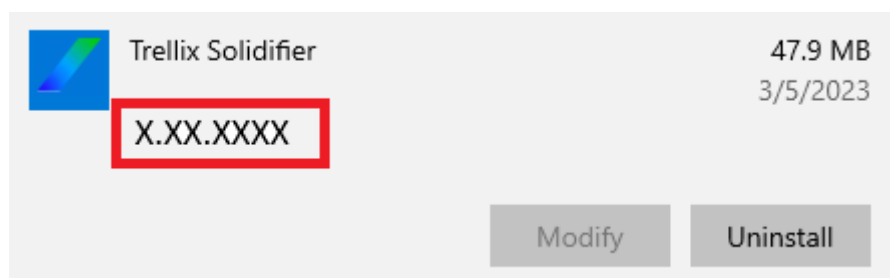 Trellix Solidifier
47.9 MB
3/5/2023
X.XX.XXXX
Modify
Uninstall